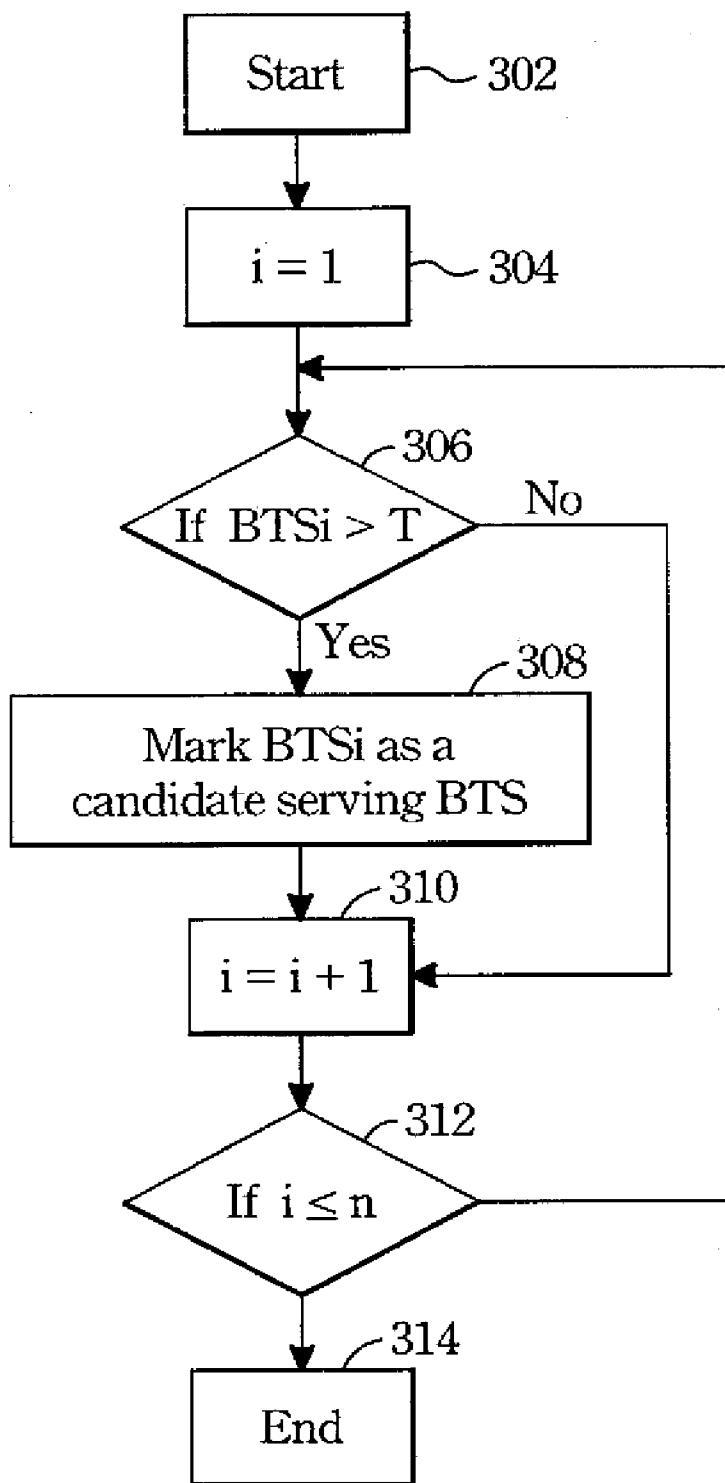 Start
302
i = 1
304
306
If BTSi > T
No
Yes
308
Mark BTSi as a
candidate serving BTS
310
i = i + 1
312
If i ≤ n
314
End